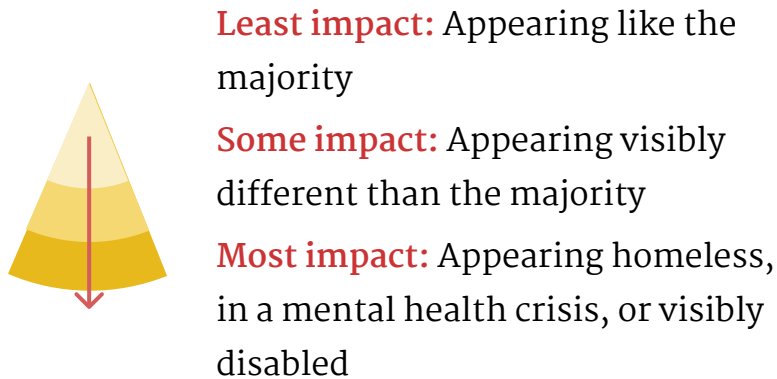 Least impact: Appearing like the
majority
Some impact: Appearing visibly
different than the majority
Most impact: Appearing homeless,
in a mental health crisis, or visibly
disabled